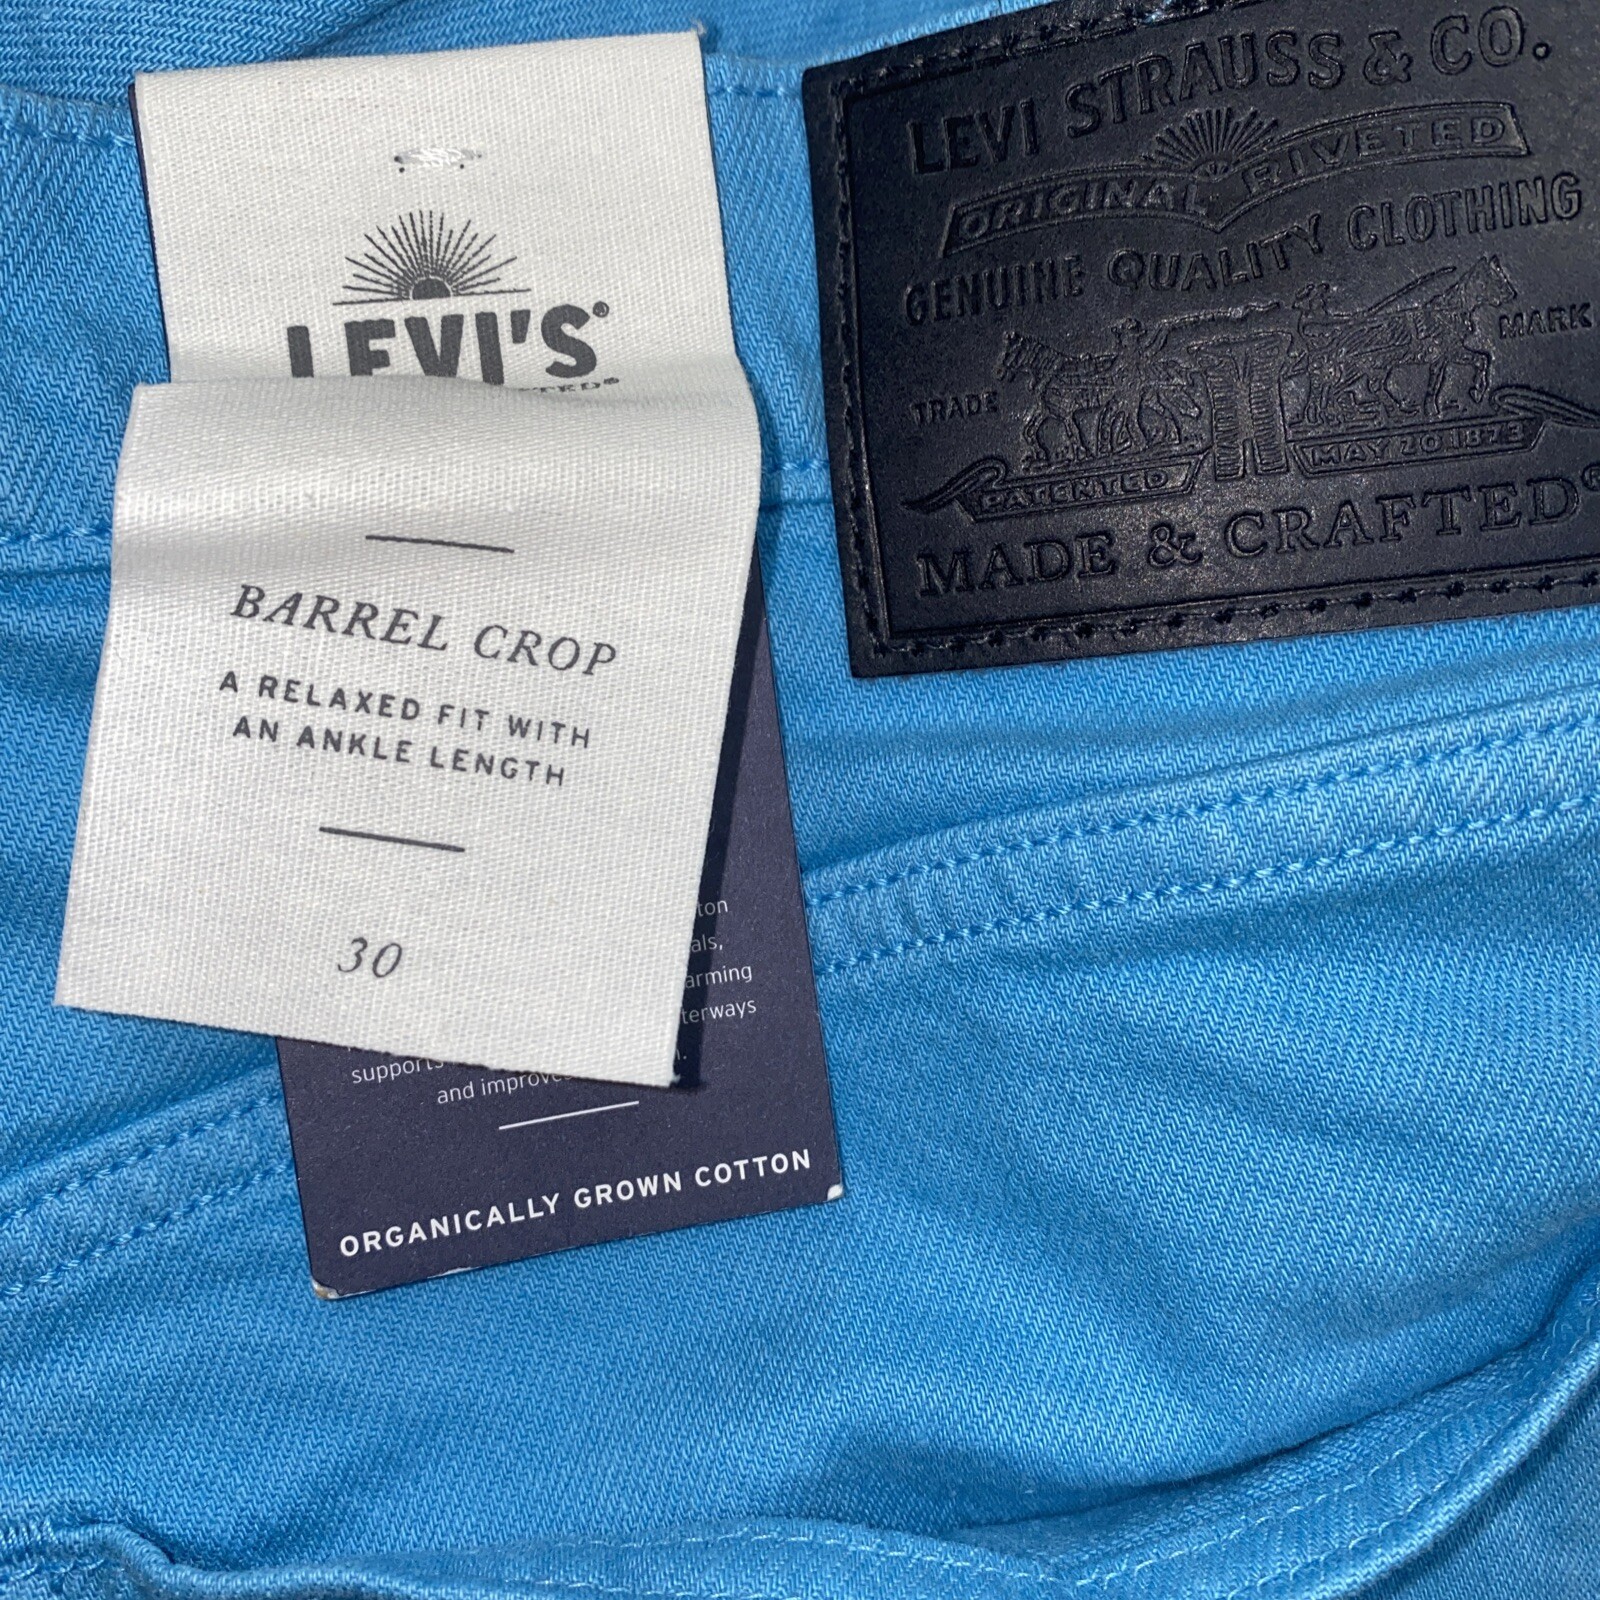 LEVI'S®
BARREL CROP
A RELAXED FIT WITH
AN ANKLE LENGTH
30
and
ORGANICALLY GROWN COTTON
LEVI STRAUSS & CO.
ORIGINAL RIVETED
GENUINE QUALITY CLOTHING
TRADE MARK
PATENTED MAY 20 1873
MADE & CRAFTED®